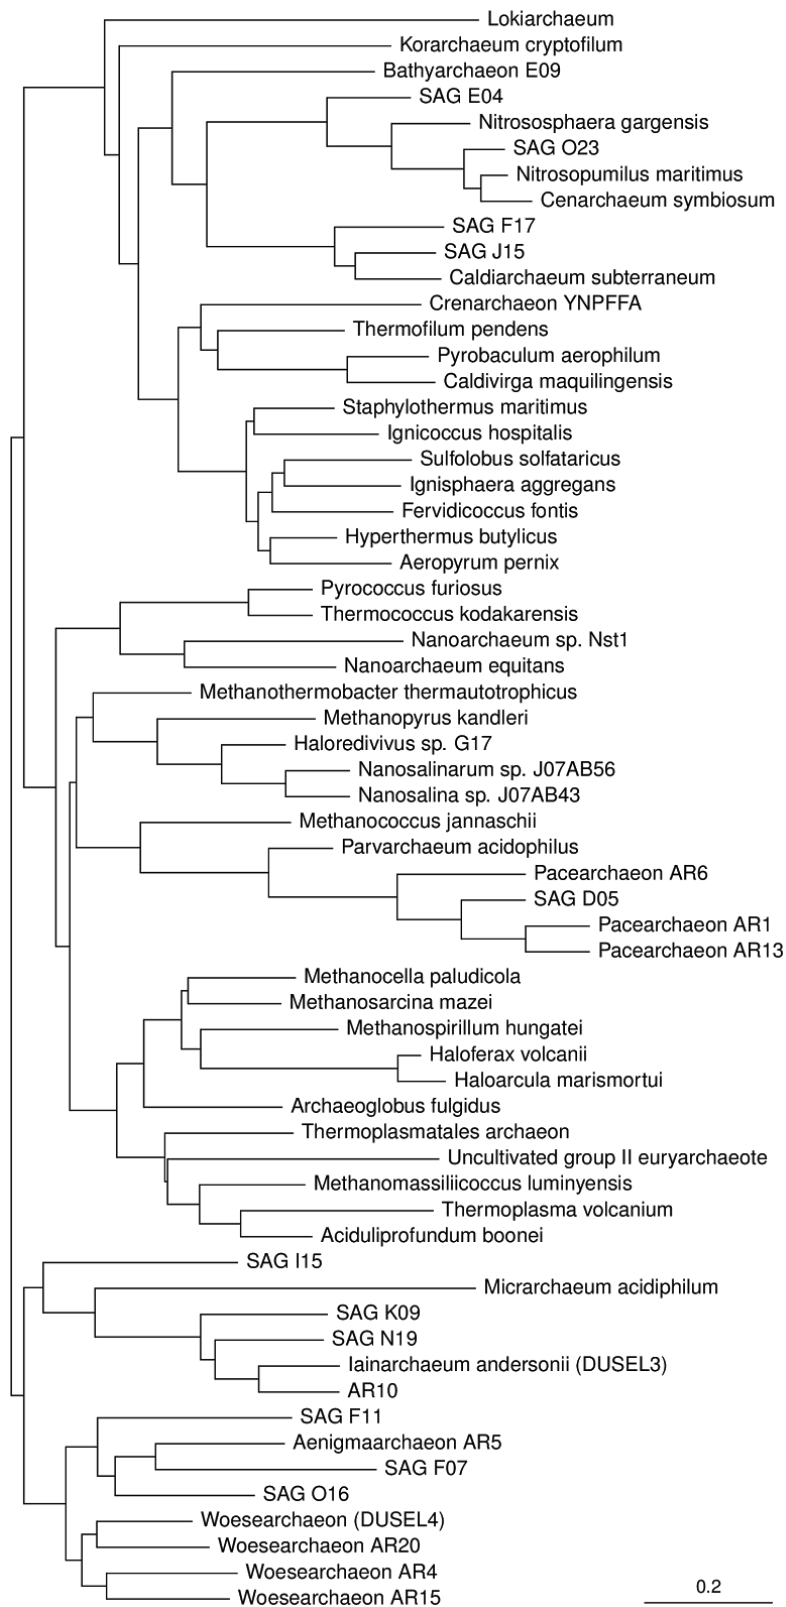 Lokiarchaeum
Korarchaeum cryptofilum
Bathyarchaeon E09
SAG E04
Nitrososphaera gargensis
SAG O23
Nitrosopumilus maritimus
Cenarchaeum symbiosum
SAG F17
SAG J15
Caldiarchaeum subterraneum
Crenarchaeon YNPFFA
Thermofilum pendens
Pyrobaculum aerophilum
Caldivirga maquilingensis
Staphylothermus maritimus
Ignicoccus hospitalis
Sulfolobus solfataricus
Ignisphaera aggregans
Fervidicoccus fontis
Hyperthermus butylicus
Aeropyrum pernix
Pyrococcus furiosus
Thermococcus kodakarensis
Nanoarchaeum sp. Nst1
Nanoarchaeum equitans
Methanothermobacter thermautotrophicus
Methanopyrus kandleri
Haloredivivus sp. G17
Nanosalinarum sp. J07AB56
Nanosalina sp. J07AB43
Methanococcus jannaschii
Parvarchaeum acidophilus
Pacearchaeon AR6
SAG D05
Pacearchaeon AR1
Pacearchaeon AR13
Methanocella paludicola
Methanosarcina mazei
Methanospirillum hungatei
Haloferax volcanii
Haloarcula marismortui
Archaeoglobus fulgidus
Thermoplasmatales archaeon
Uncultivated group II euryarchaeote
Methanomassiliicoccus luminyensis
Thermoplasma volcanium
Aciduliprofundum boonei
SAG I15
Micrarchaeum acidiphilum
SAG K09
SAG N19
Iainarchaeum andersonii (DUSEL3)
AR10
SAG F11
Aenigmaarchaeon AR5
SAG F07
SAG O16
Woesearchaeon (DUSEL4)
Woesearchaeon AR20
Woesearchaeon AR4
Woesearchaeon AR15
0.2